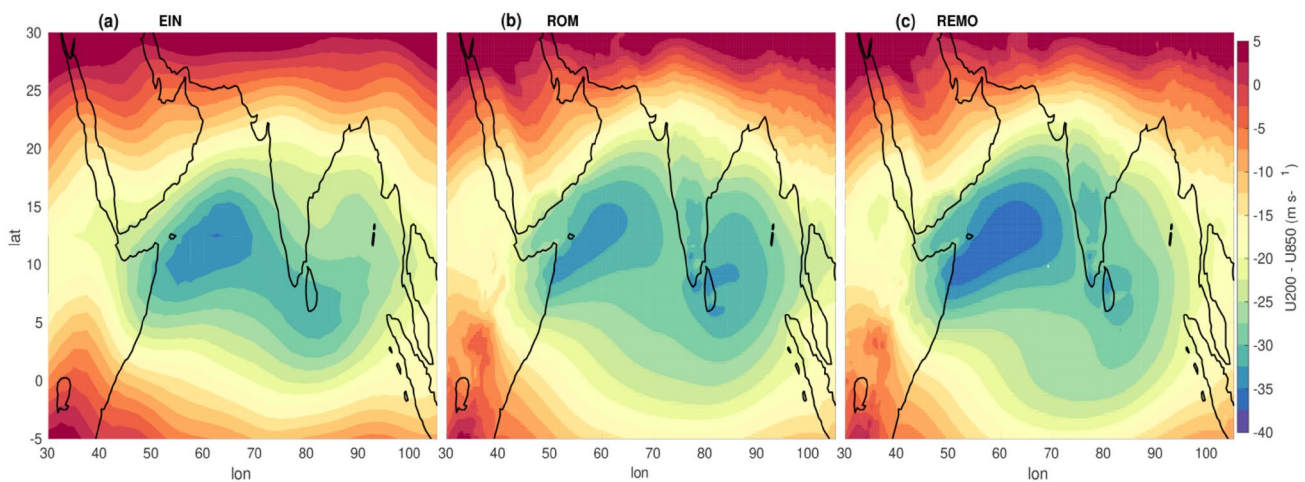 (a) EIN (b) ROM (c) REMO
30 25 20 15 10 5 0 -5
lat
30 40 50 60 70 80 90 100
lon
30 40 50 60 70 80 90 100
lon
30 40 50 60 70 80 90 100
lon
5 0 -5 -10 -15 -20 -25 -30 -35 -40
U200 - U850 (m s-1)